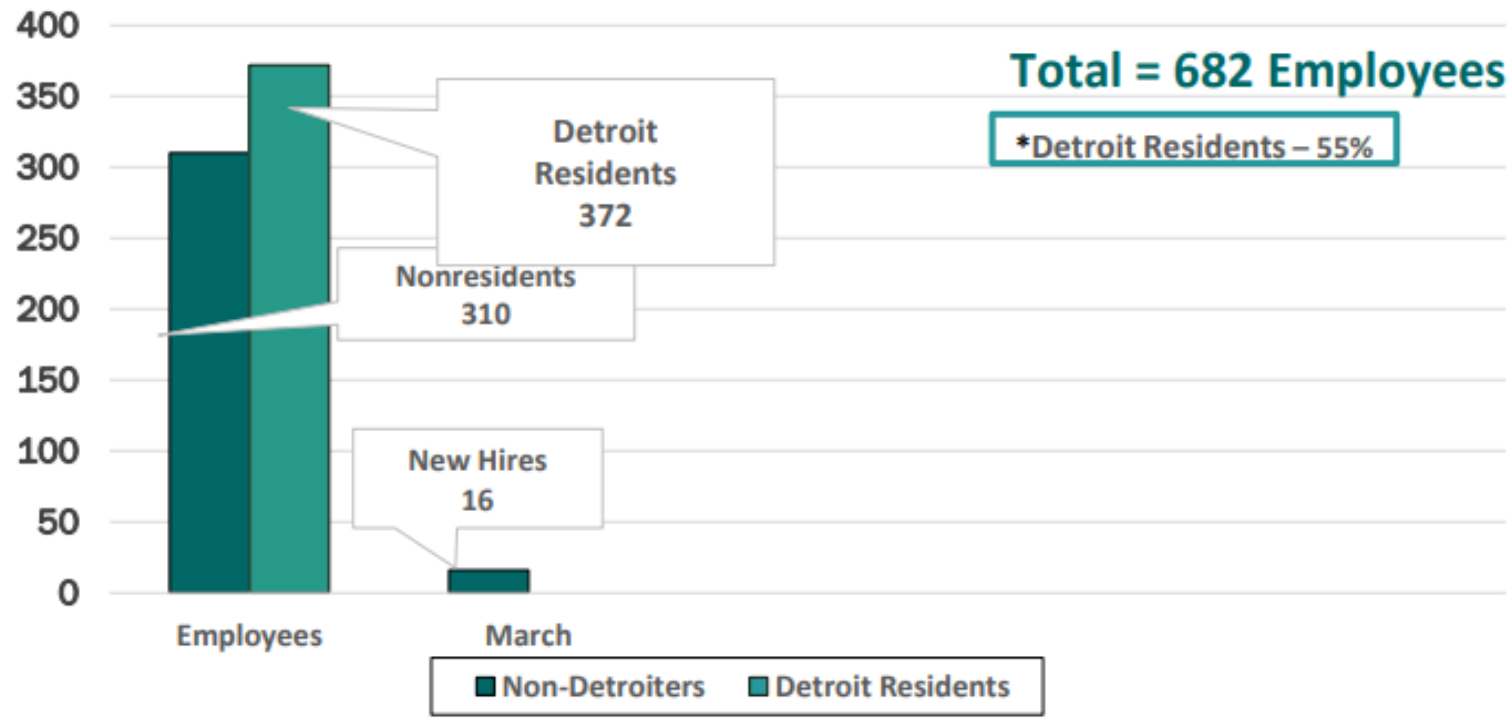 400
350
300
250
200
150
100
50
0
Total = 682 Employees
*Detroit Residents – 55%
Detroit
Residents
372
Nonresidents
310
New Hires
16
Employees
March
Non-Detroiters
Detroit Residents